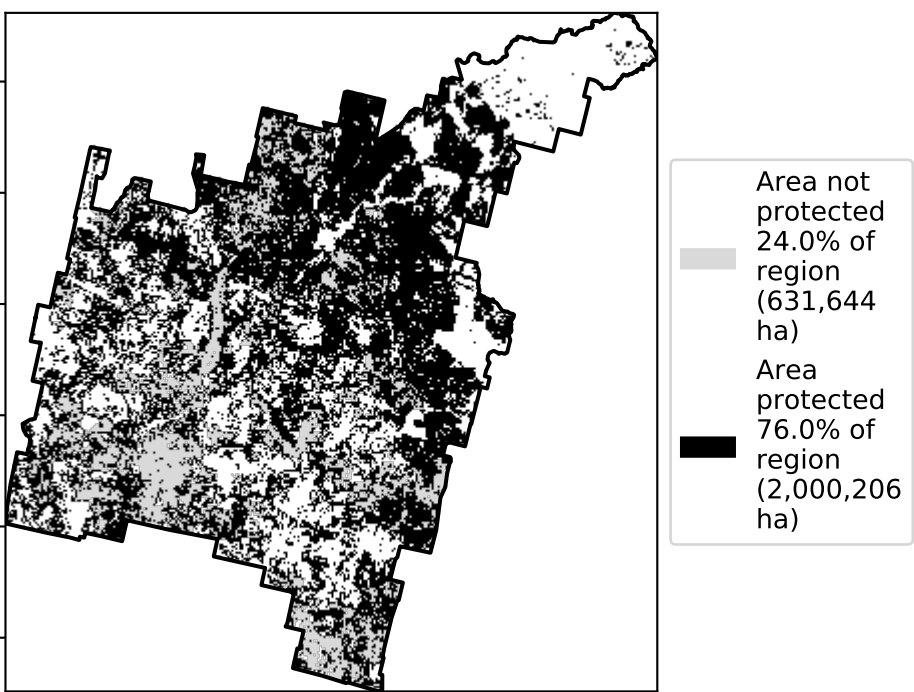 Area not
protected
24.0% of
region
(631,644
ha)
Area
protected
76.0% of
region
(2,000,206
ha)